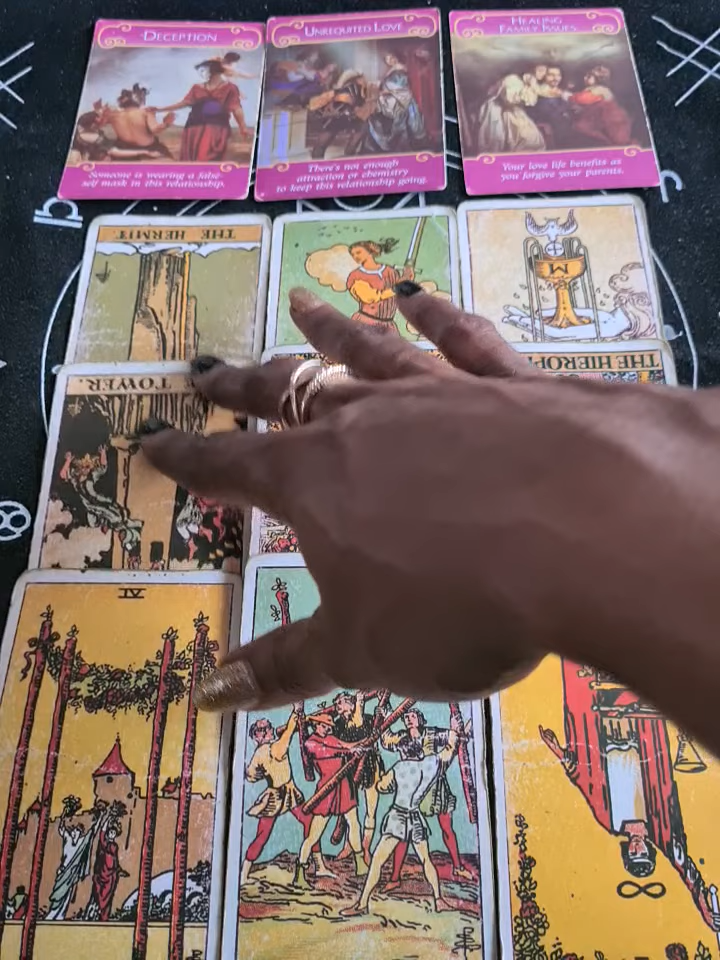 DECEPTION
Someone is wearing a false-
self mask in this relationship.
UNREQUITED LOVE
There's not enough
attraction or chemistry
to keep this relationship going.
HEALING
FAMILY ISSUES
Your love life benefits as
you forgive your parents.
THE HERMIT
TOWER.
THE HIEROP
IV